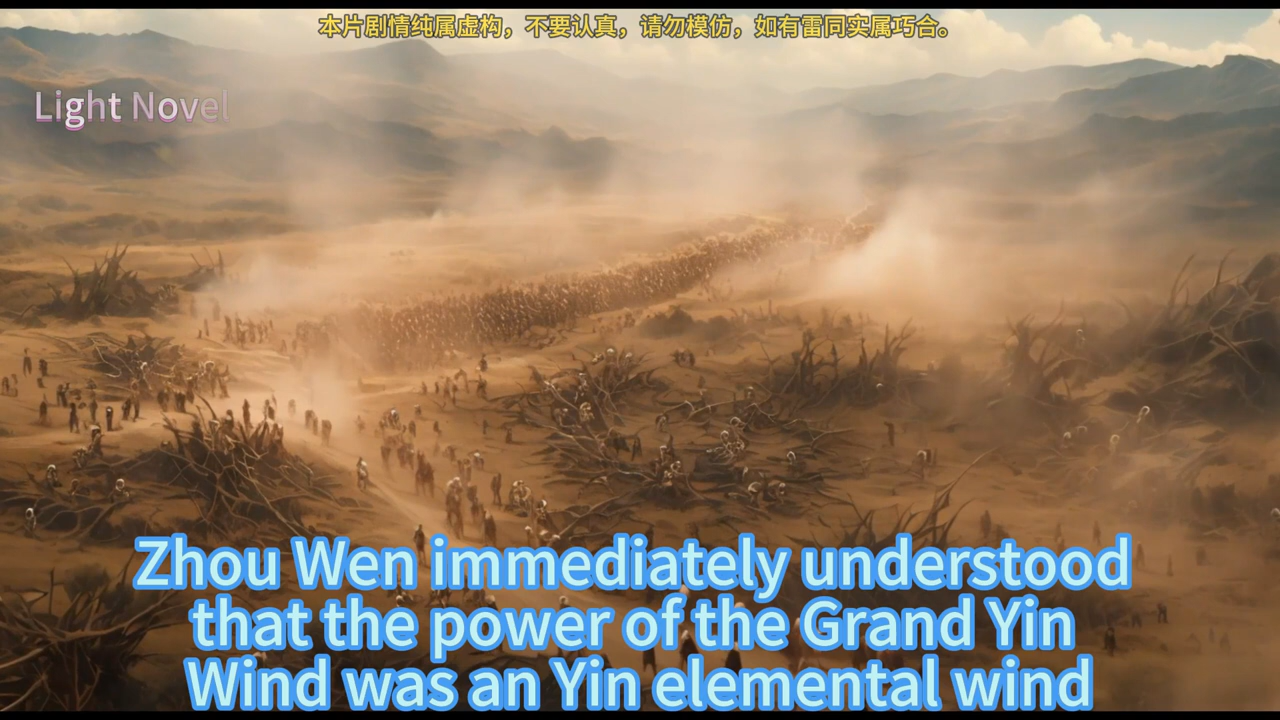 本片剧情纯属虚构，不要认真，请勿模仿，如有雷同实属巧合。
Light Novel
Zhou Wen immediately understood
that the power of the Grand Yin
Wind was an Yin elemental wind